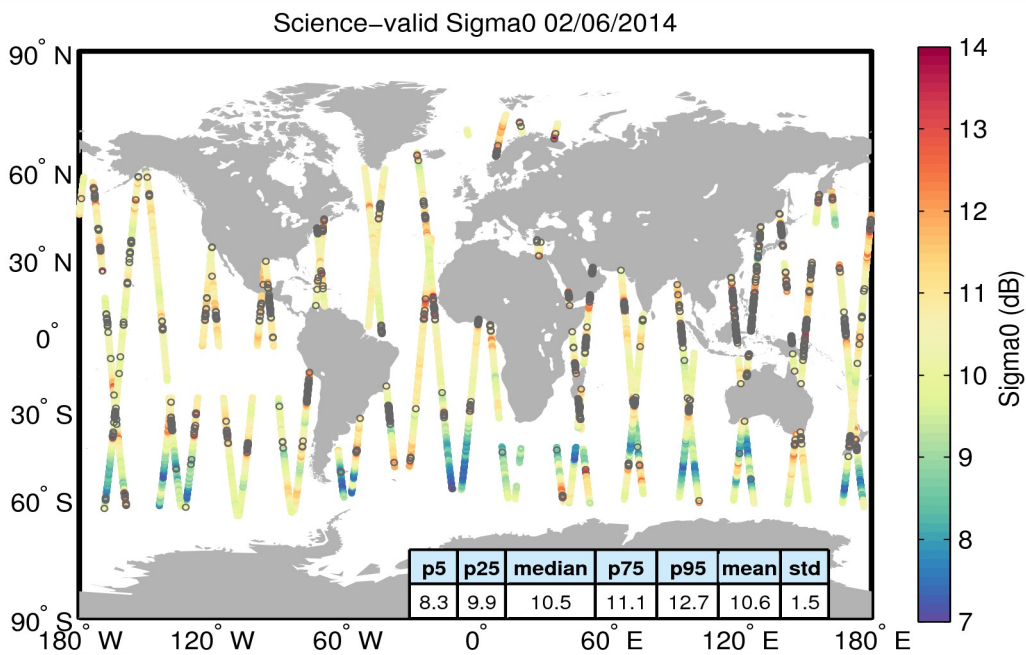 Science−valid Sigma0 02/06/2014
90° N
60° N
30° N
0°
30° S
60° S
90° S
180° W
120° W
60° W
0°
60° E
120° E
180° E
14
13
12
11
10
9
8
7
Sigma0 (dB)
p5 p25 median p75 p95 mean std
8.3 9.9 10.5 11.1 12.7 10.6 1.5